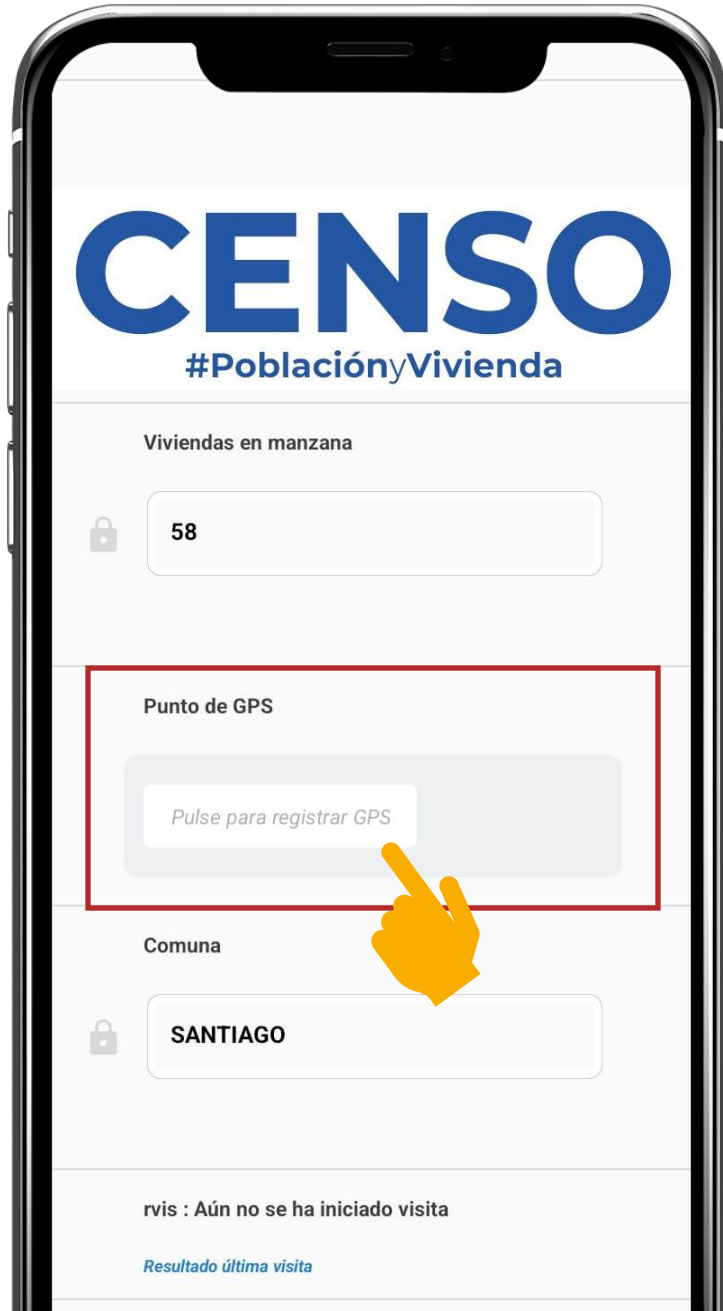 CENSO
#PoblaciónyVivienda
Viviendas en manzana
58
Punto de GPS
Pulse para registrar GPS
Comuna
SANTIAGO
rvis : Aún no se ha iniciado visita
Resultado última visita